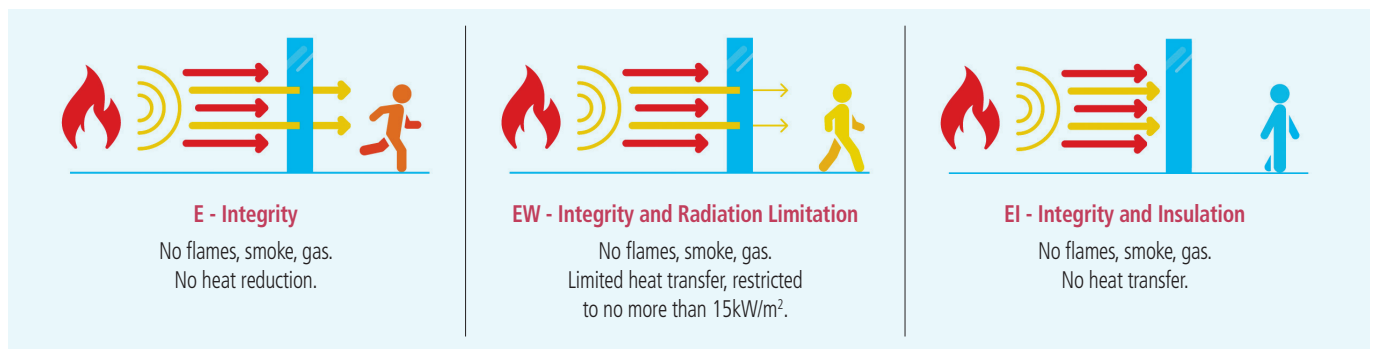 E - Integrity
No flames, smoke, gas.
No heat reduction.
EW - Integrity and Radiation Limitation
No flames, smoke, gas.
Limited heat transfer, restricted
to no more than 15kW/m².
EI - Integrity and Insulation
No flames, smoke, gas.
No heat transfer.